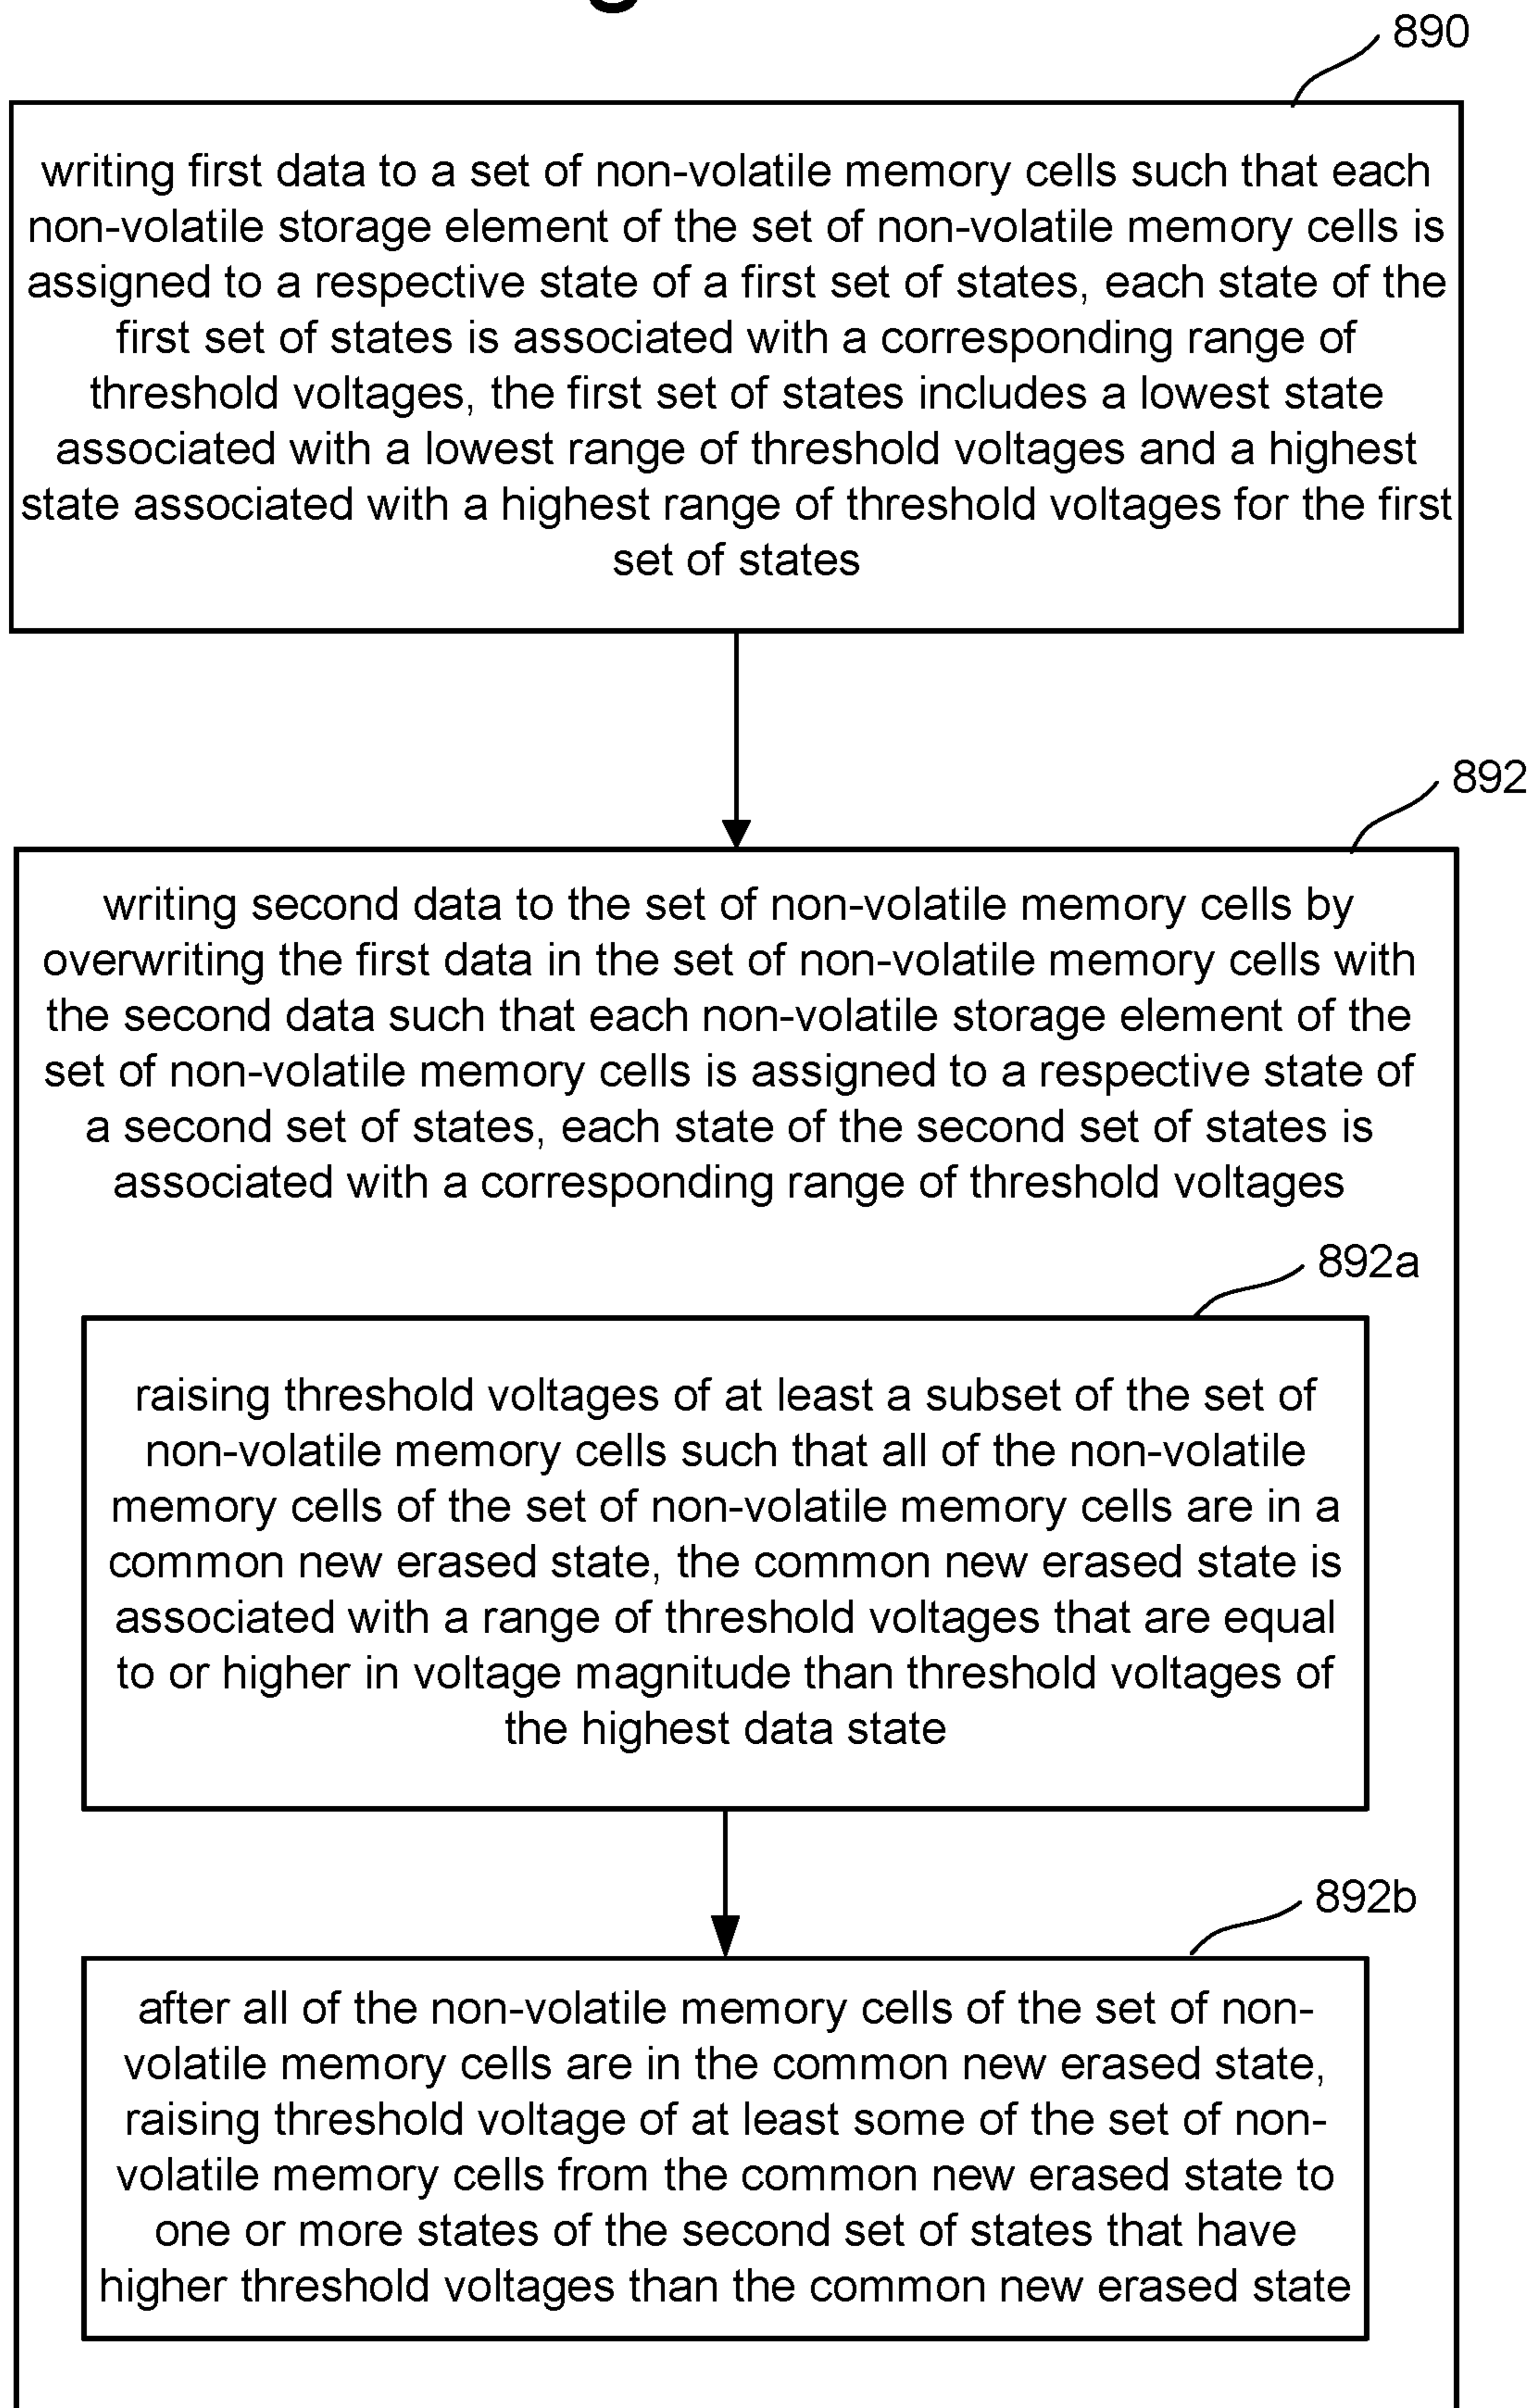 890
writing first data to a set of non-volatile memory cells such that each
non-volatile storage element of the set of non-volatile memory cells is
assigned to a respective state of a first set of states, each state of the
first set of states is associated with a corresponding range of
threshold voltages, the first set of states includes a lowest state
associated with a lowest range of threshold voltages and a highest
state associated with a highest range of threshold voltages for the first
set of states
892
writing second data to the set of non-volatile memory cells by
overwriting the first data in the set of non-volatile memory cells with
the second data such that each non-volatile storage element of the
set of non-volatile memory cells is assigned to a respective state of
a second set of states, each state of the second set of states is
associated with a corresponding range of threshold voltages
892a
raising threshold voltages of at least a subset of the set of
non-volatile memory cells such that all of the non-volatile
memory cells of the set of non-volatile memory cells are in a
common new erased state, the common new erased state is
associated with a range of threshold voltages that are equal
to or higher in voltage magnitude than threshold voltages of
the highest data state
892b
after all of the non-volatile memory cells of the set of non-
volatile memory cells are in the common new erased state,
raising threshold voltage of at least some of the set of non-
volatile memory cells from the common new erased state to
one or more states of the second set of states that have
higher threshold voltages than the common new erased state